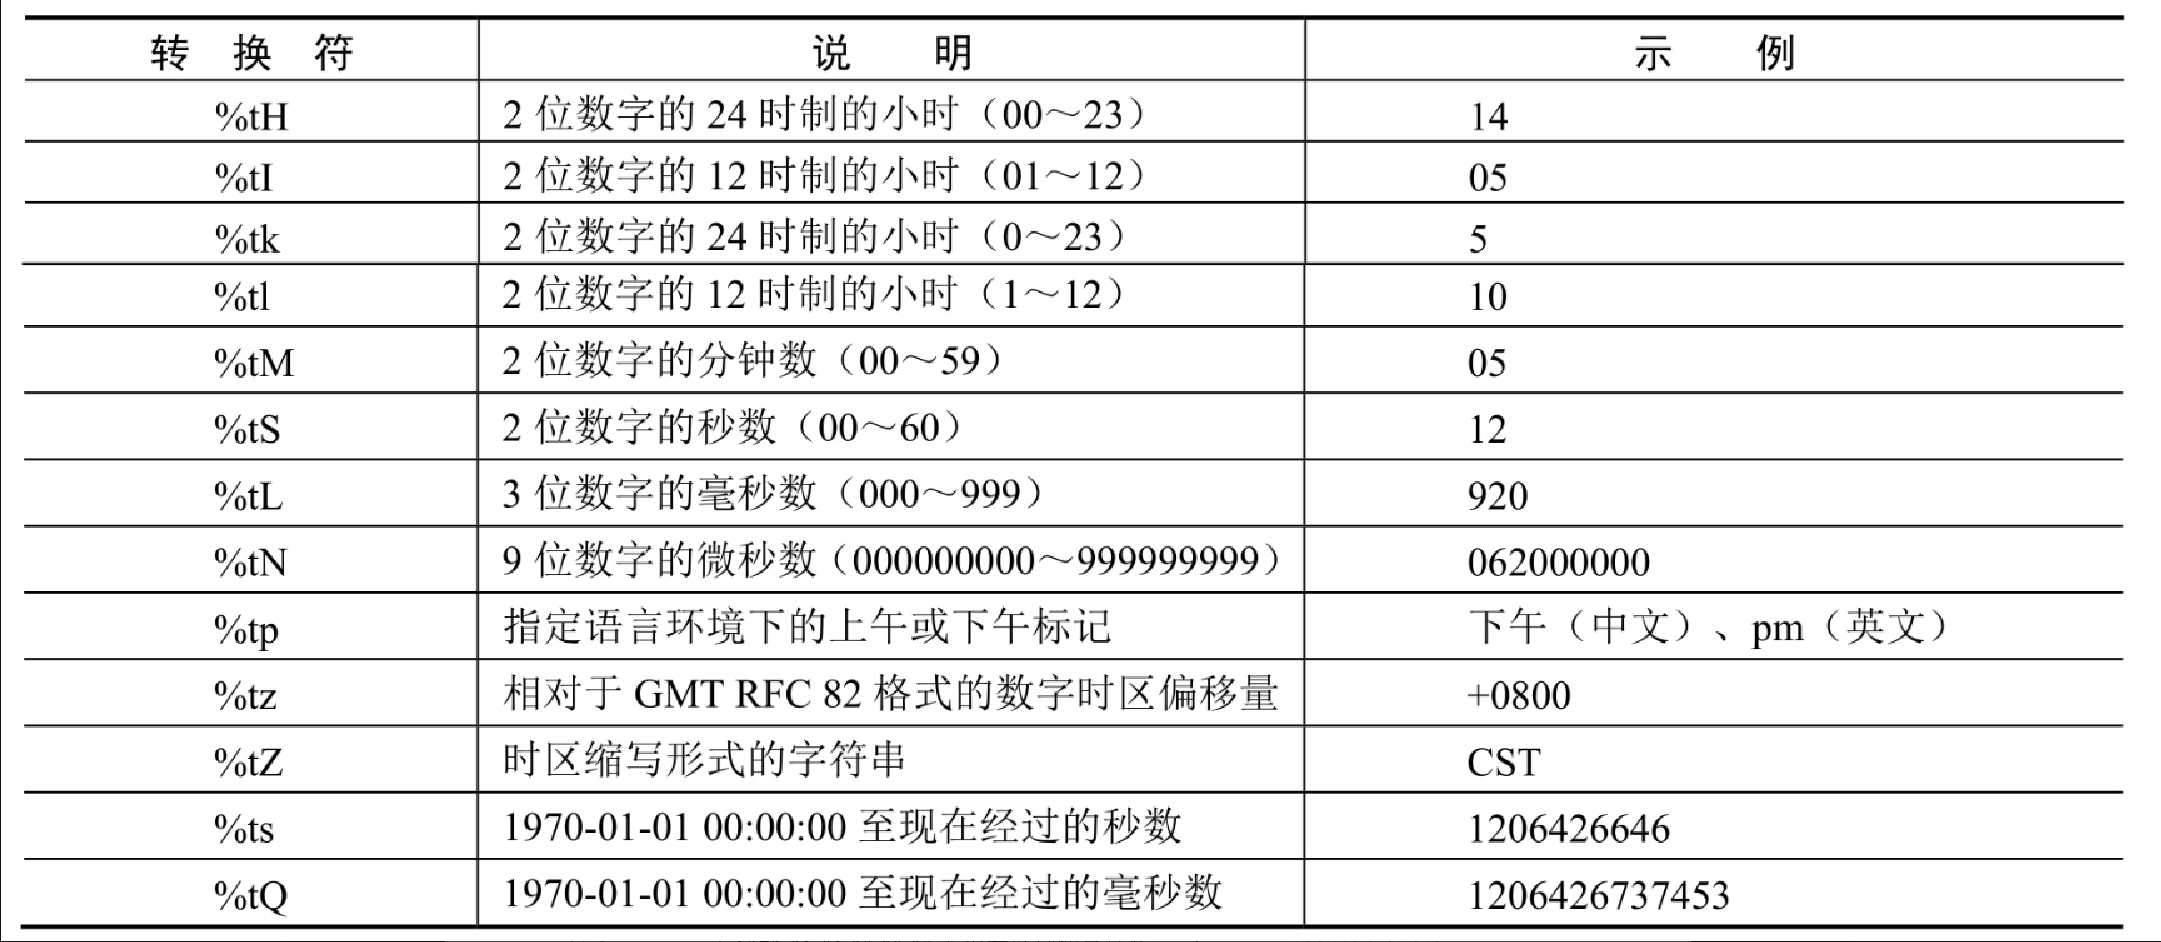 转 换 符 说 明 示 例
%tH 2 位数字的 24 时制的小时（00～23） 14
%tI 2 位数字的 12 时制的小时（01～12） 05
%tk 2 位数字的 24 时制的小时（0～23） 5
%tl 2 位数字的 12 时制的小时（1～12） 10
%tM 2 位数字的分钟数（00～59） 05
%tS 2 位数字的秒数（00～60） 12
%tL 3 位数字的毫秒数（000～999） 920
%tN 9 位数字的微秒数（000000000～999999999） 062000000
%tp 指定语言环境下的上午或下午标记 下午（中文）、pm（英文）
%tz 相对于 GMT RFC 82 格式的数字时区偏移量 +0800
%tZ 时区缩写形式的字符串 CST
%ts 1970-01-01 00:00:00 至现在经过的秒数 1206426646
%tQ 1970-01-01 00:00:00 至现在经过的毫秒数 1206426737453